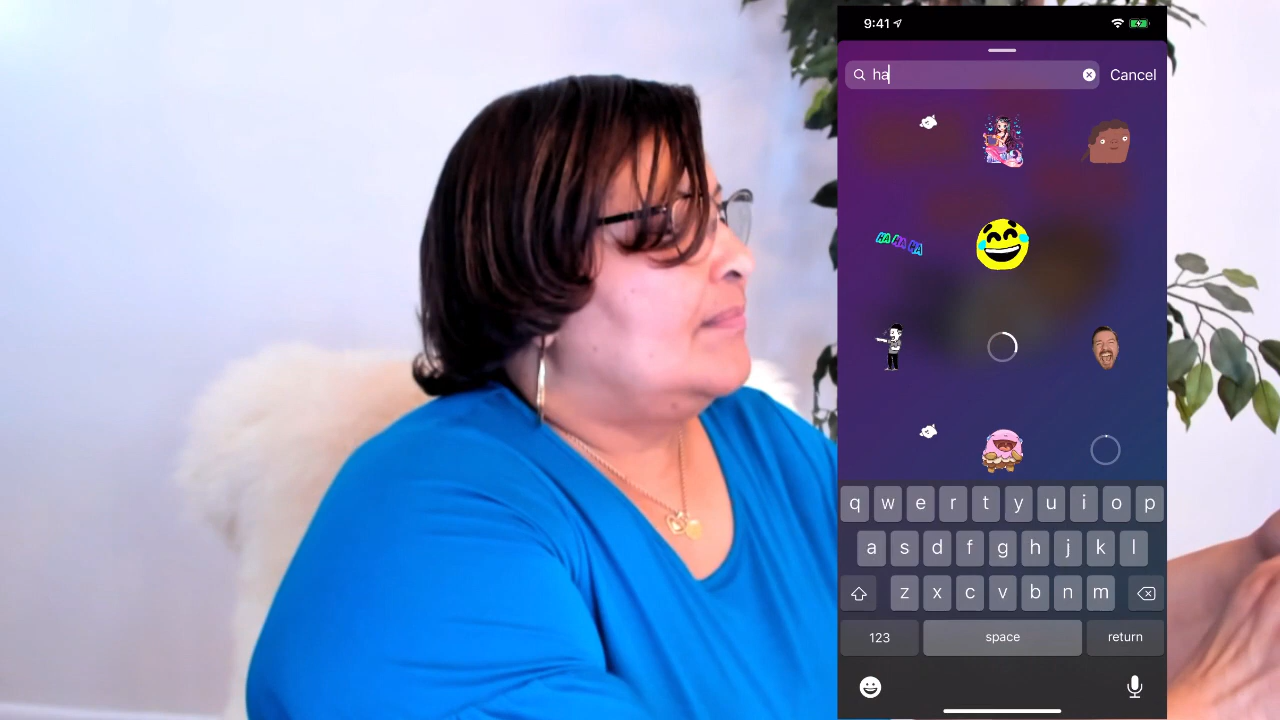 9:41
ha
Cancel
HA HA HA
q w e r t y u i o p
a s d f g h j k l
z x c v b n m
123 space return